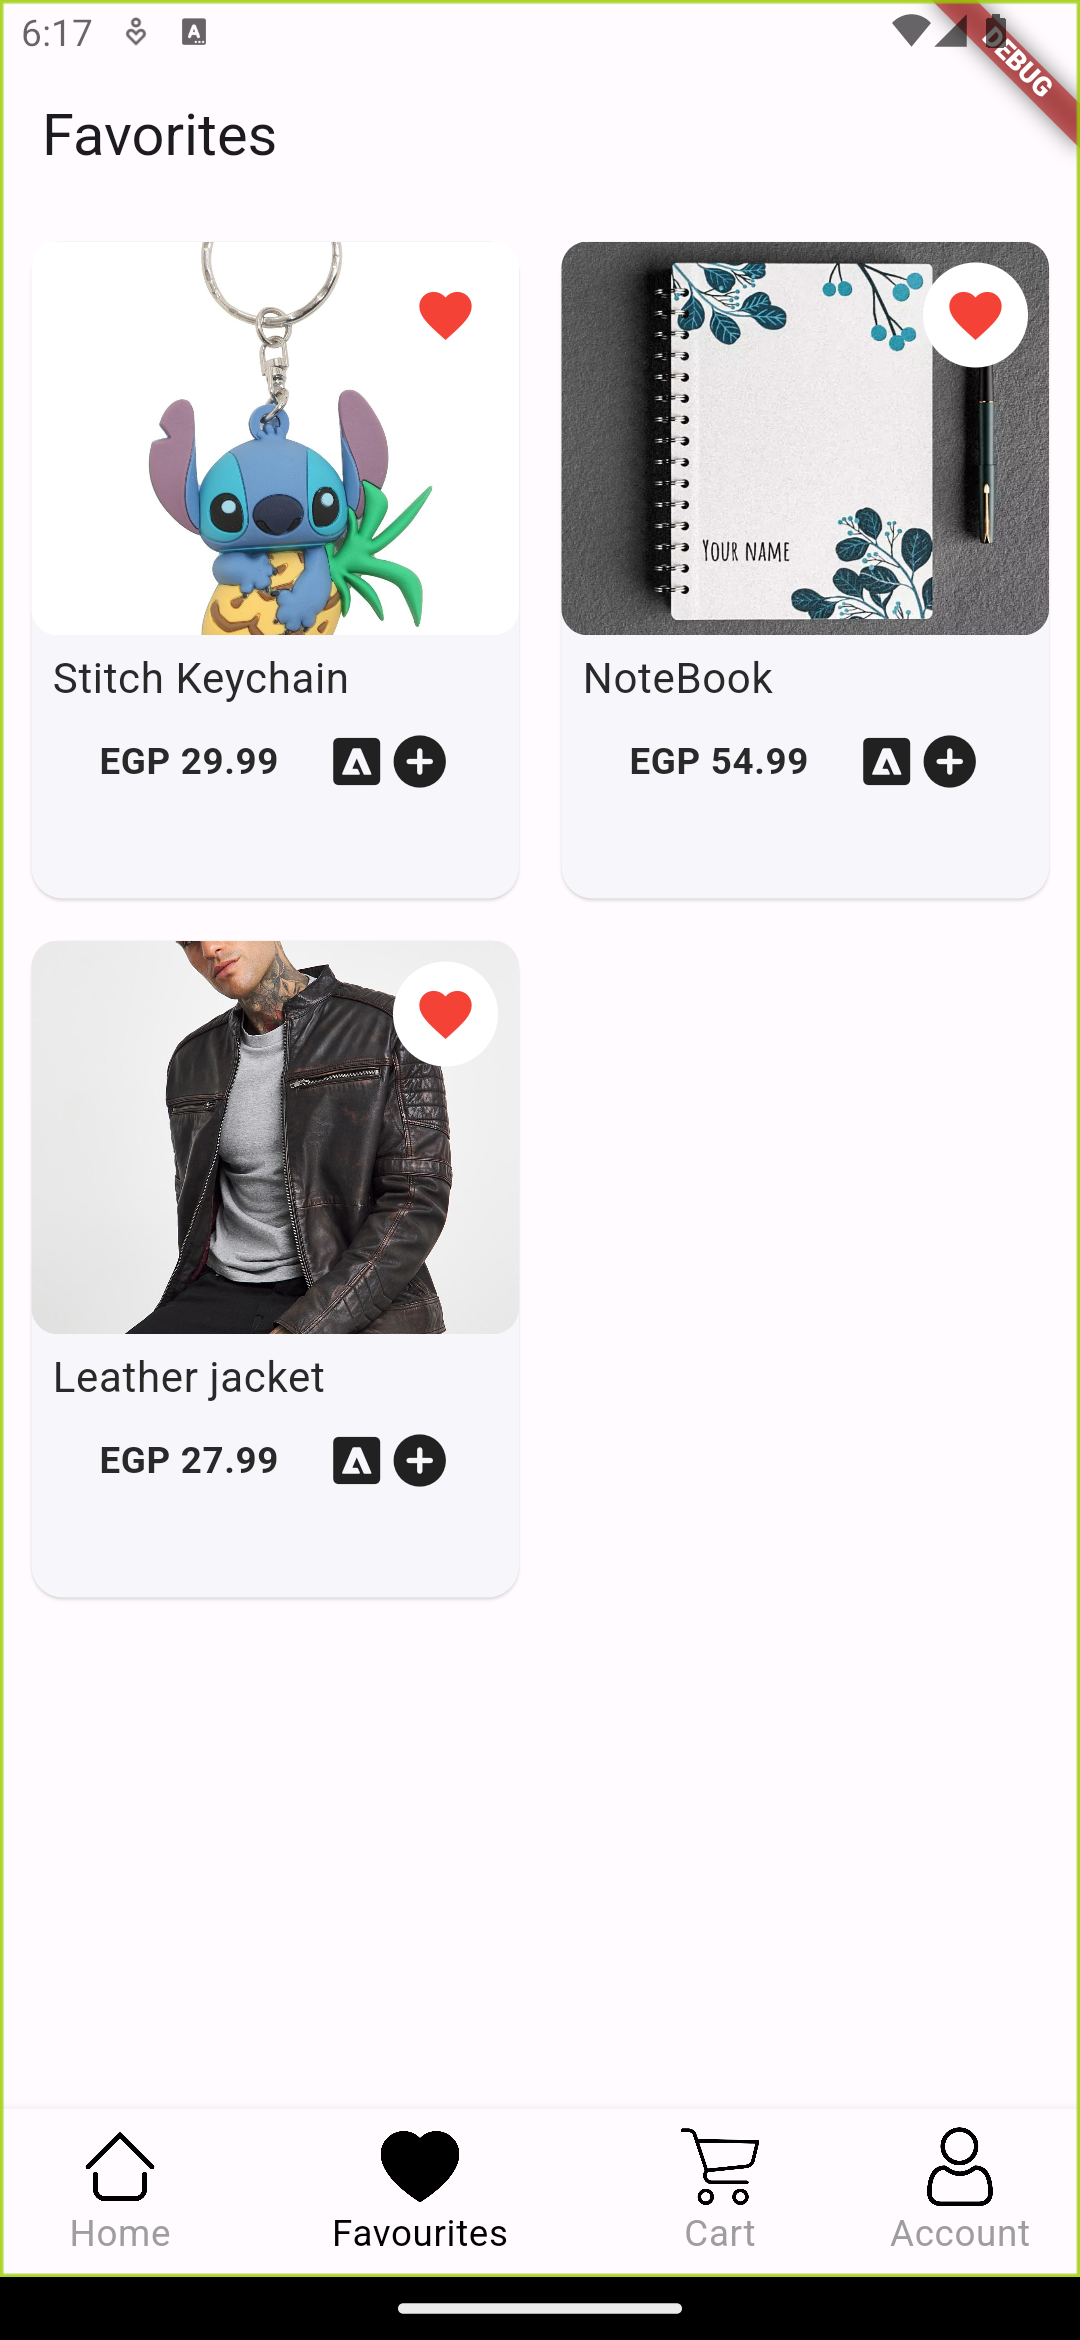 6:17
DEBUG
Favorites
YOUR NAME
Stitch Keychain
NoteBook
EGP 29.99
EGP 54.99
Leather jacket
EGP 27.99
Home
Favourites
Cart
Account